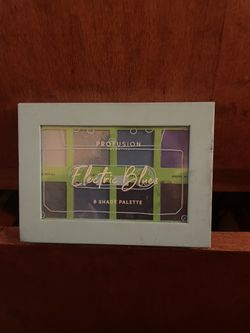 PROFUSION
Electric Blues
8 SHADE PALETTE